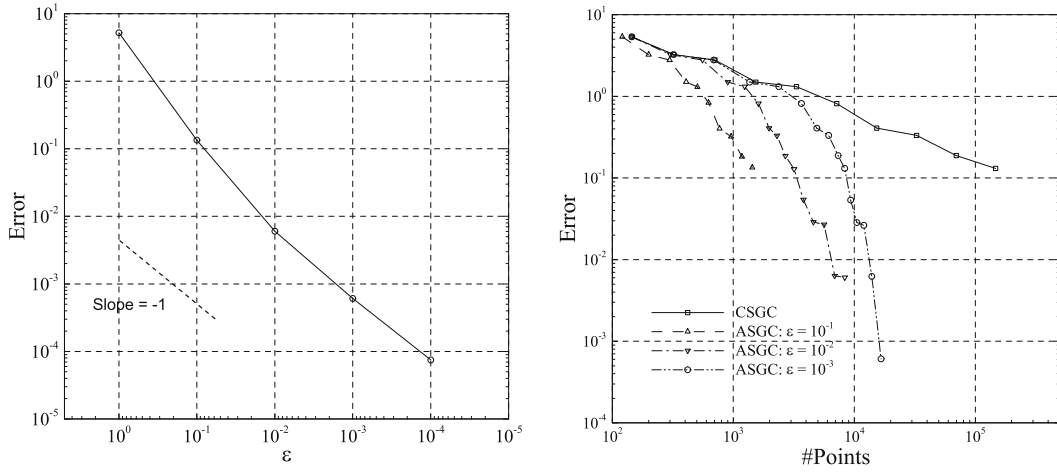 10^1
10^0
10^-1
10^-2
10^-3
10^-4
10^-5
Error
Slope = -1
10^0 10^-1 10^-2 10^-3 10^-4 10^-5
ε
10^1
10^0
10^-1
10^-2
10^-3
10^-4
Error
CSGC
ASGC: ε = 10^-1
ASGC: ε = 10^-2
ASGC: ε = 10^-3
10^2 10^3 10^4 10^5
#Points